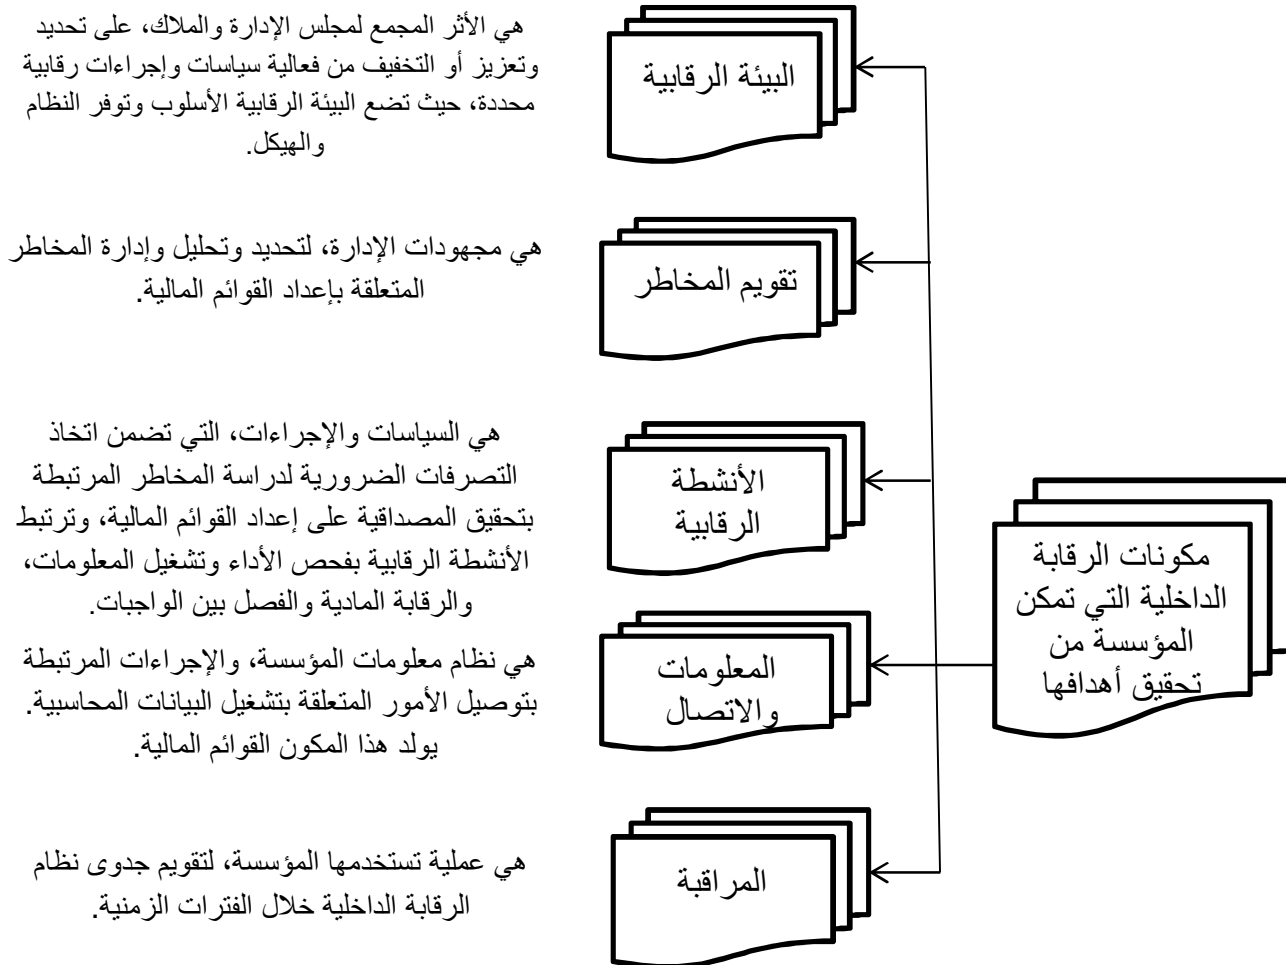 مكونات الرقابة
الداخلية التي تمكن
المؤسسة من
تحقيق أهدافها
البيئة الرقابية
هي الأثر المجمع لمجلس الإدارة والملاك، على تحديد
وتعزيز أو التخفيف من فعالية سياسات وإجراءات رقابية
محددة، حيث تضع البيئة الرقابية الأسلوب وتوفر النظام
والهيكل.
تقويم المخاطر
هي مجهودات الإدارة، لتحديد وتحليل وإدارة المخاطر
المتعلقة بإعداد القوائم المالية.
الأنشطة
الرقابية
هي السياسات والإجراءات، التي تضمن اتخاذ
التصرفات الضرورية لدراسة المخاطر المرتبطة
بتحقيق المصداقية على إعداد القوائم المالية، وترتبط
الأنشطة الرقابية بفحص الأداء وتشغيل المعلومات،
والرقابة المادية والفصل بين الواجبات.
المعلومات
والاتصال
هي نظام معلومات المؤسسة، والإجراءات المرتبطة
بتوصيل الأمور المتعلقة بتشغيل البيانات المحاسبية.
يولد هذا المكون القوائم المالية.
المراقبة
هي عملية تستخدمها المؤسسة، لتقويم جدوى نظام
الرقابة الداخلية خلال الفترات الزمنية.